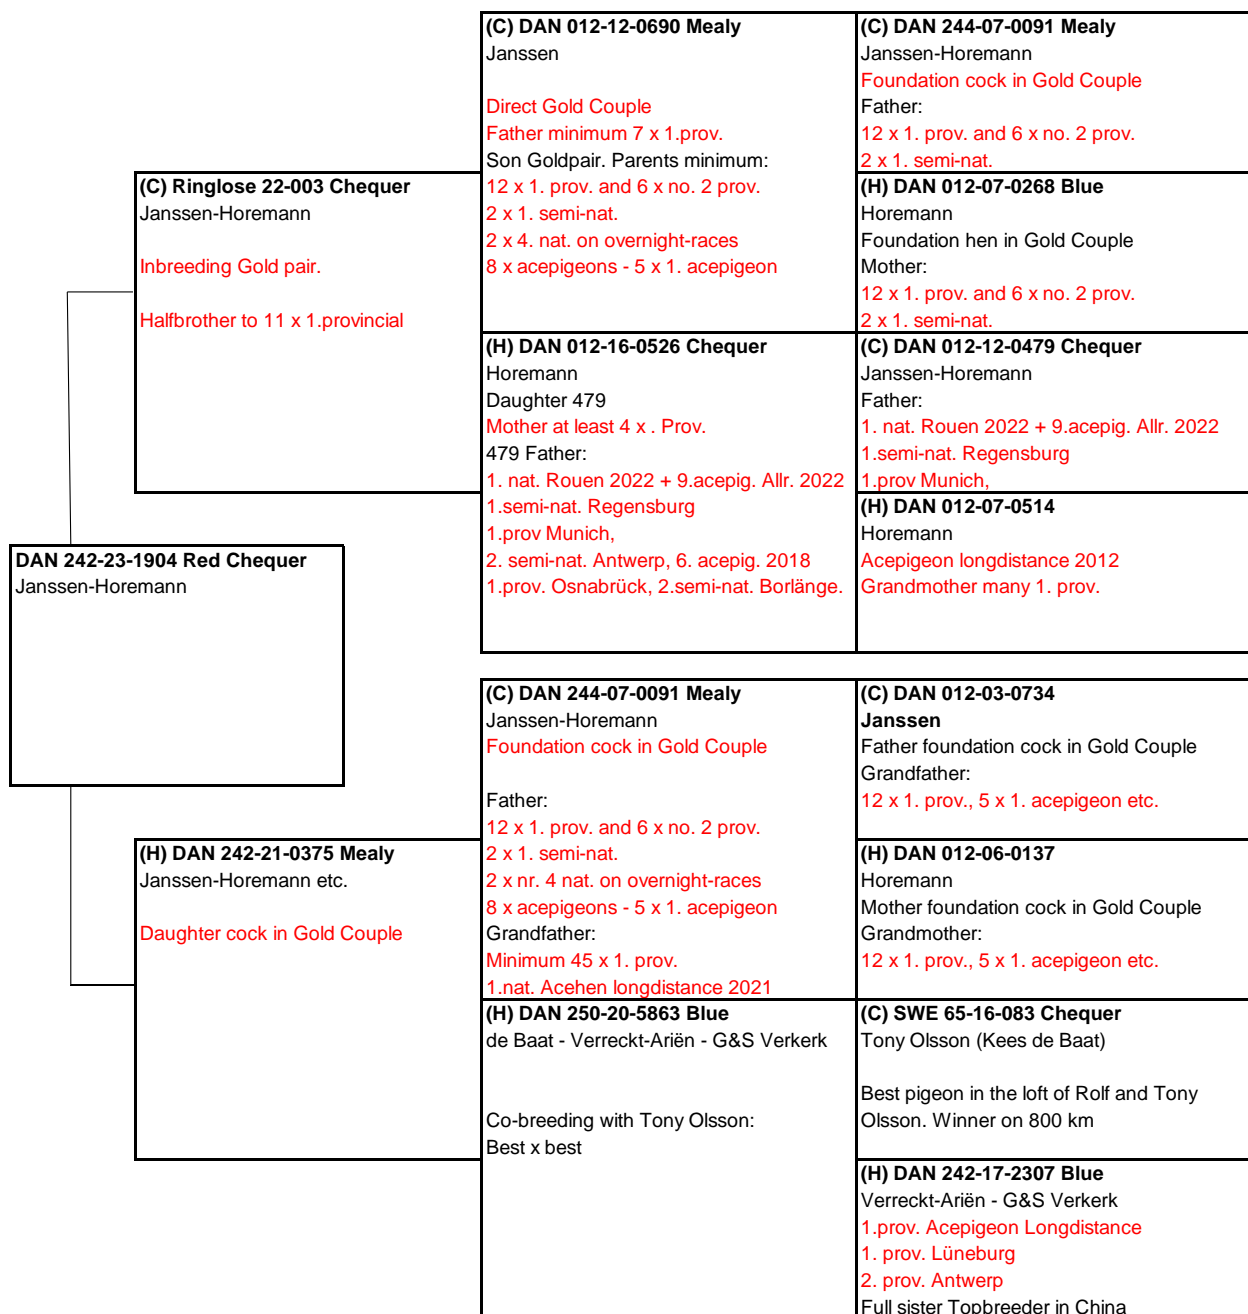 (C) DAN 012-12-0690 Mealy
Janssen
Direct Gold Couple
Father minimum 7 x 1.prov.
Son Goldpair. Parents minimum:
12 x 1. prov. and 6 x no. 2 prov.
2 x 1. semi-nat.
2 x 4. nat. on overnight-races
8 x acepigeons - 5 x 1. acepigeon
(C) DAN 244-07-0091 Mealy
Janssen-Horemann
Foundation cock in Gold Couple
Father:
12 x 1. prov. and 6 x no. 2 prov.
2 x 1. semi-nat.
(C) Ringlose 22-003 Chequer
Janssen-Horemann
Inbreeding Gold pair.
Halfbrother to 11 x 1.provincial
(H) DAN 012-07-0268 Blue
Horemann
Foundation hen in Gold Couple
Mother:
12 x 1. prov. and 6 x no. 2 prov.
2 x 1. semi-nat.
(H) DAN 012-16-0526 Chequer
Horemann
Daughter 479
Mother at least 4 x . Prov.
479 Father:
1. nat. Rouen 2022 + 9.acepig. Allr. 2022
1.semi-nat. Regensburg
1.prov Munich,
2. semi-nat. Antwerp, 6. acepig. 2018
1.prov. Osnabrück, 2.semi-nat. Borlänge.
(C) DAN 012-12-0479 Chequer
Janssen-Horemann
Father:
1. nat. Rouen 2022 + 9.acepig. Allr. 2022
1.semi-nat. Regensburg
1.prov Munich,
(H) DAN 012-07-0514
Horemann
Acepigeon longdistance 2012
Grandmother many 1. prov.
DAN 242-23-1904 Red Chequer
Janssen-Horemann
(C) DAN 244-07-0091 Mealy
Janssen-Horemann
Foundation cock in Gold Couple
Father:
12 x 1. prov. and 6 x no. 2 prov.
2 x 1. semi-nat.
2 x nr. 4 nat. on overnight-races
8 x acepigeons - 5 x 1. acepigeon
Grandfather:
Minimum 45 x 1. prov.
1.nat. Acehen longdistance 2021
(C) DAN 012-03-0734
Janssen
Father foundation cock in Gold Couple
Grandfather:
12 x 1. prov., 5 x 1. acepigeon etc.
(H) DAN 242-21-0375 Mealy
Janssen-Horemann etc.
Daughter cock in Gold Couple
(H) DAN 012-06-0137
Horemann
Mother foundation cock in Gold Couple
Grandmother:
12 x 1. prov., 5 x 1. acepigeon etc.
(H) DAN 250-20-5863 Blue
de Baat - Verreckt-Ariën - G&S Verkerk
Co-breeding with Tony Olsson:
Best x best
(C) SWE 65-16-083 Chequer
Tony Olsson (Kees de Baat)
Best pigeon in the loft of Rolf and Tony
Olsson. Winner on 800 km
(H) DAN 242-17-2307 Blue
Verreckt-Ariën - G&S Verkerk
1.prov. Acepigeon Longdistance
1. prov. Lüneburg
2. prov. Antwerp
Full sister Topbreeder in China